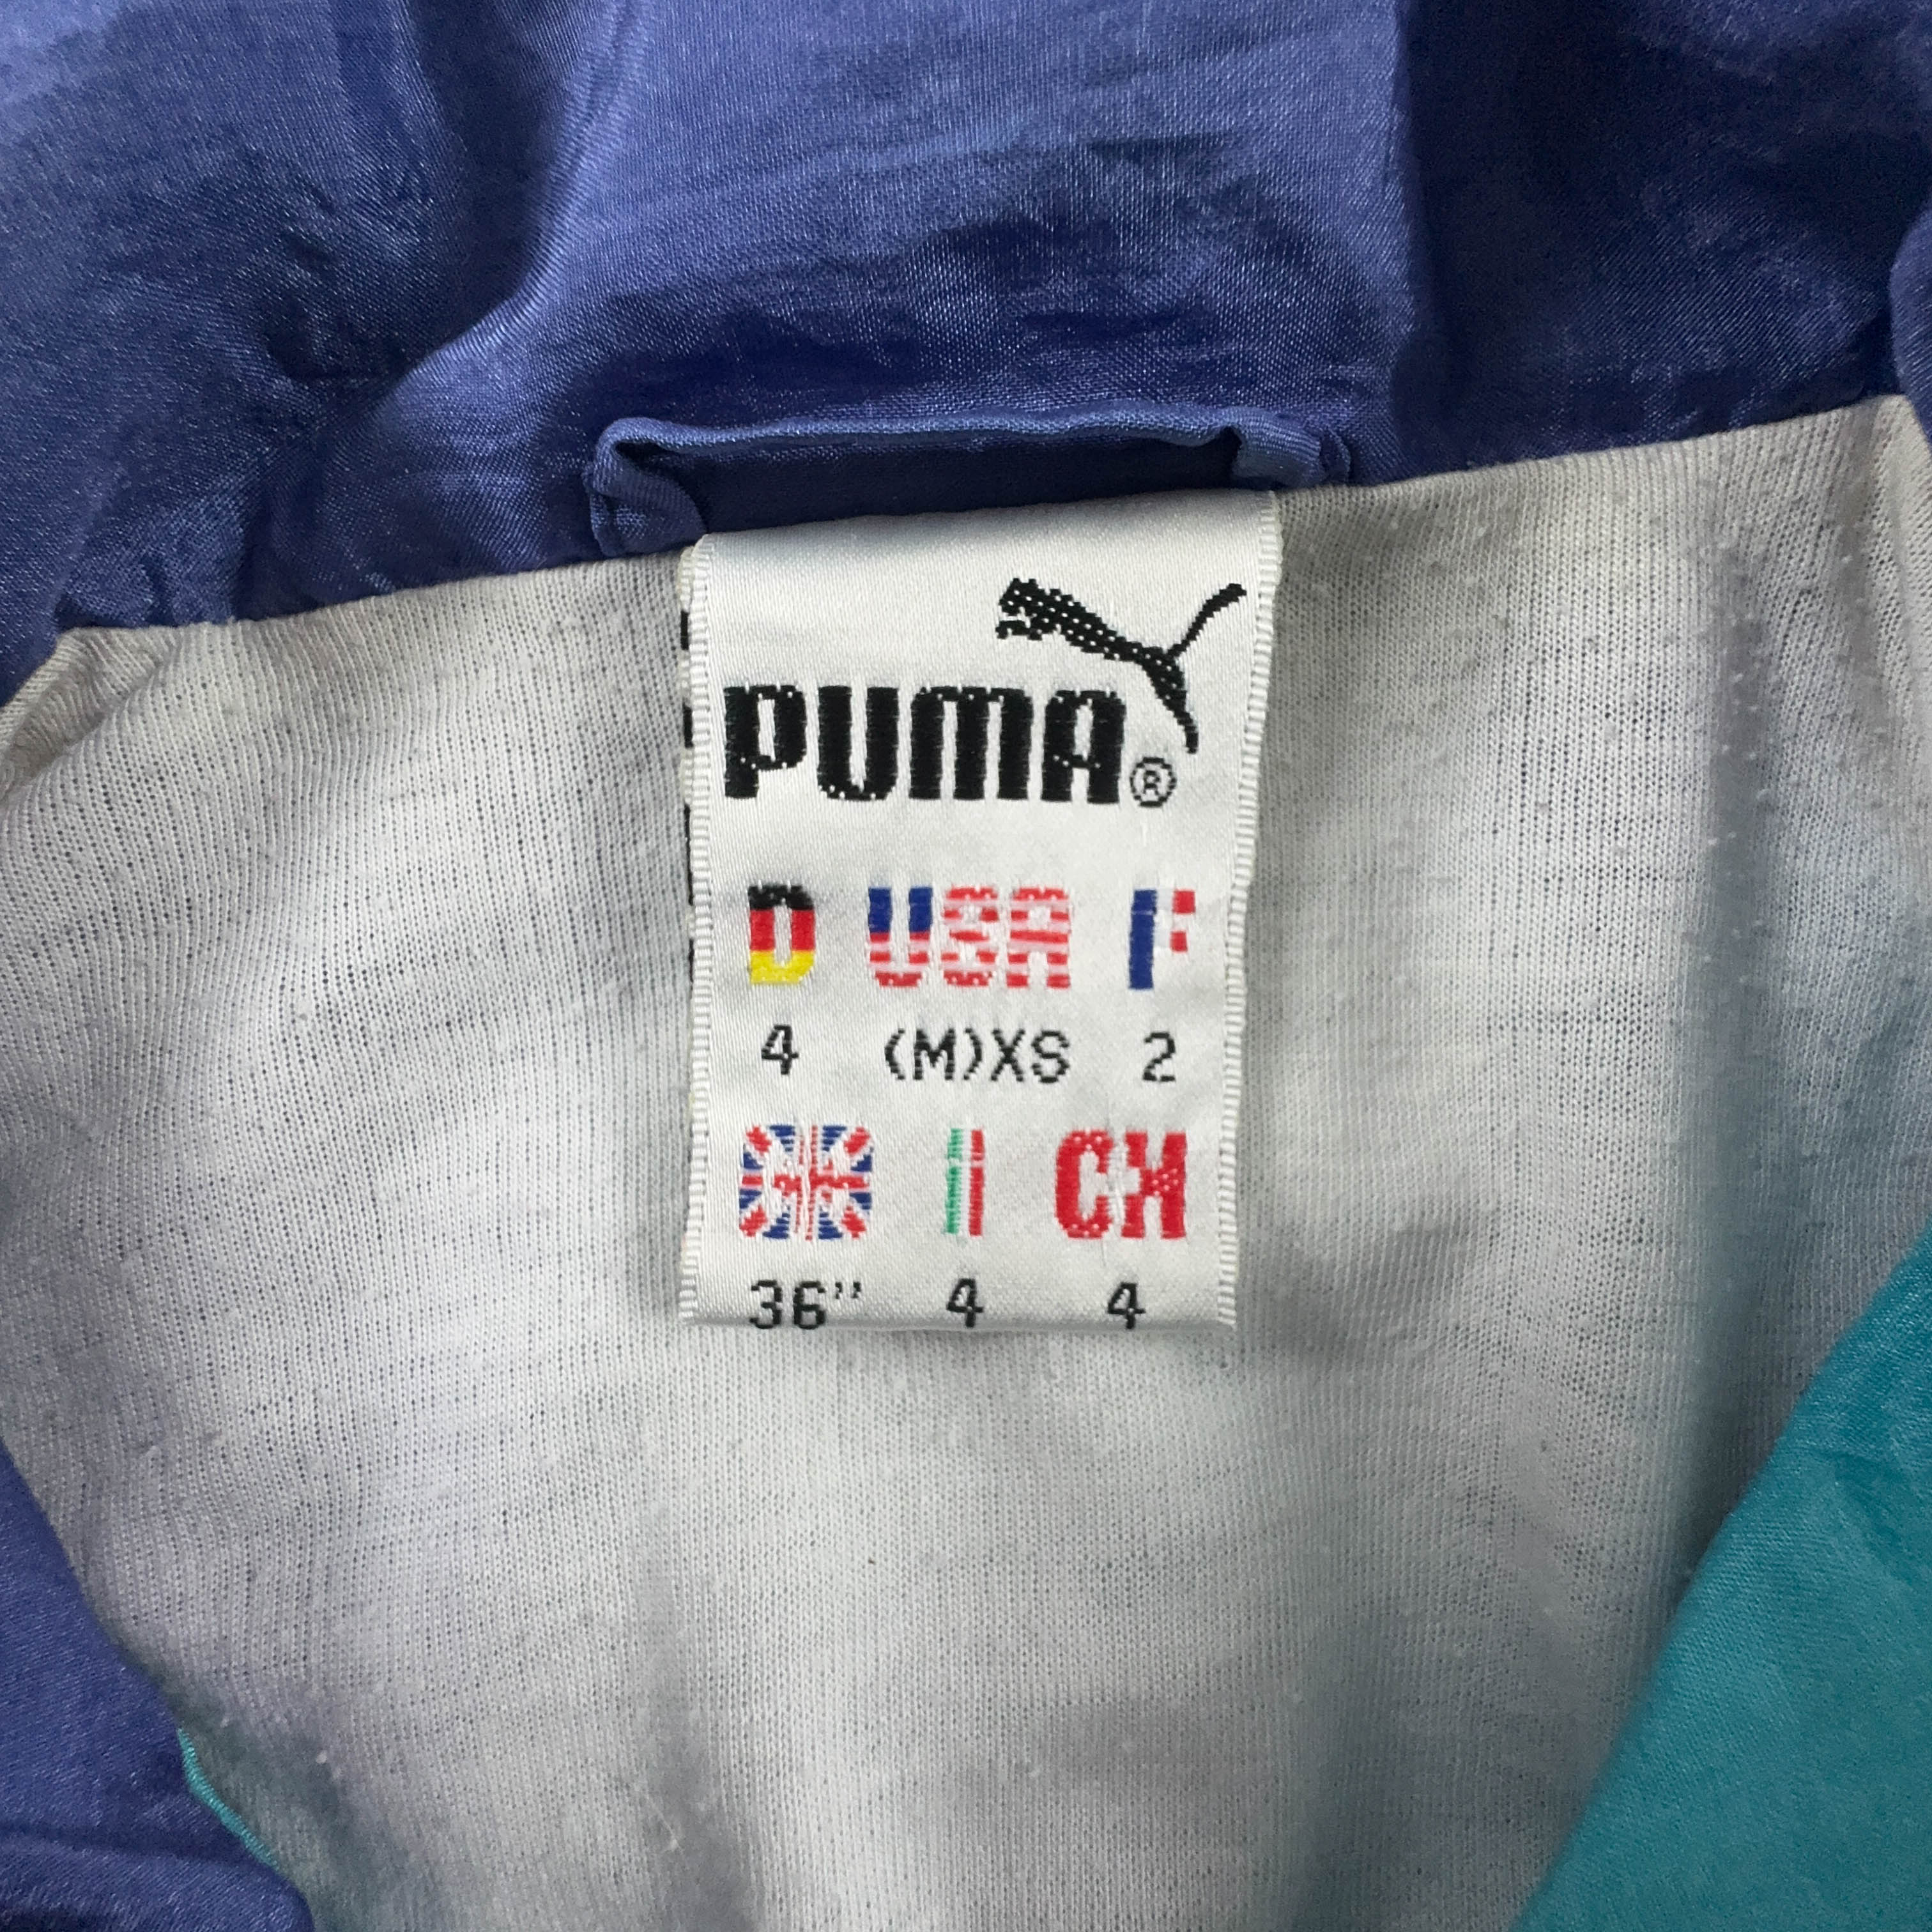 PUMA®
D USA F
4 (M)XS 2
GB I CH
36” 4 4